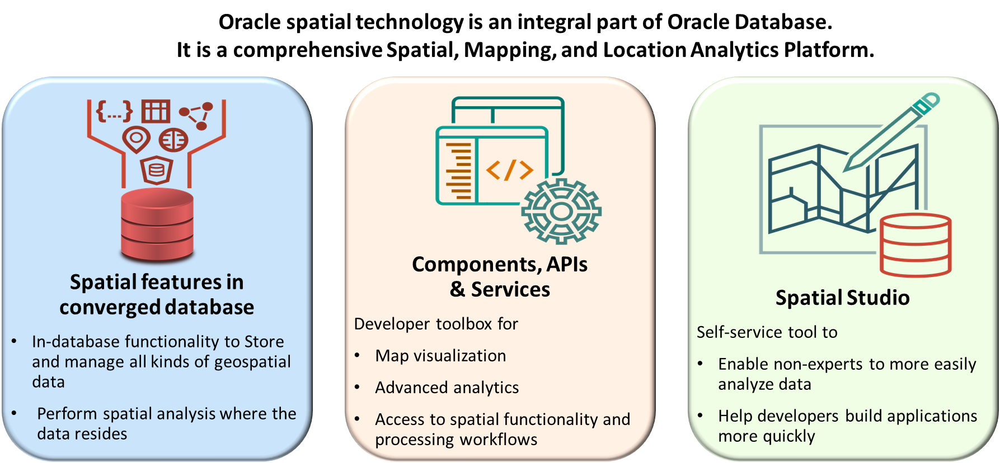 Oracle spatial technology is an integral part of Oracle Database.
It is a comprehensive Spatial, Mapping, and Location Analytics Platform.
{...}
Spatial features in
converged database
• In-database functionality to Store
and manage all kinds of geospatial
data
• Perform spatial analysis where the
data resides
</>
Components, APIs
& Services
Developer toolbox for
• Map visualization
• Advanced analytics
• Access to spatial functionality and
processing workflows
Spatial Studio
Self-service tool to
• Enable non-experts to more easily
analyze data
• Help developers build applications
more quickly